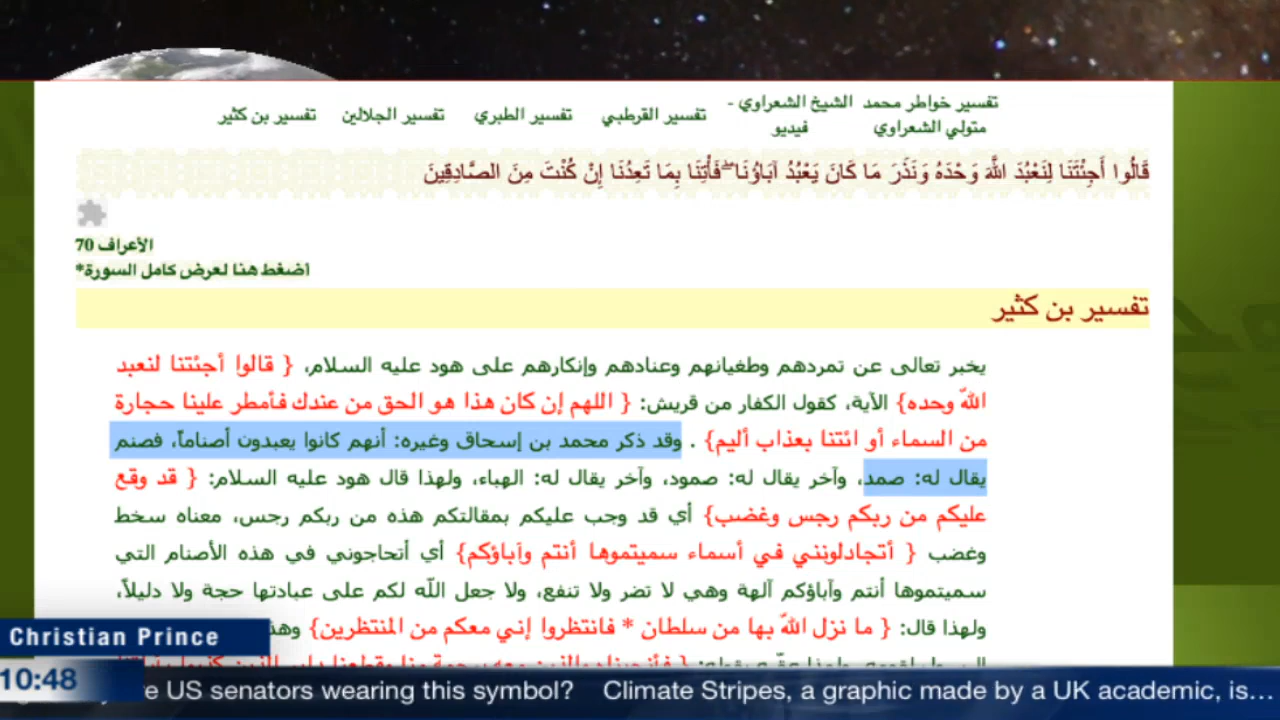 تفسير خواطر محمد متولي الشعراوي
الشيخ الشعراوي - فيديو
تفسير القرطبي
تفسير الطبري
تفسير الجلالين
تفسير بن كثير
قَالُوا أَجِئْتَنَا لِنَعْبُدَ اللَّهَ وَحْدَهُ وَنَذَرَ مَا كَانَ يَعْبُدُ آبَاؤُنَا ۖ فَأْتِنَا بِمَا تَعِدُنَا إِنْ كُنْتَ مِنَ الصَّادِقِينَ
الأعراف 70
اضغط هنا لعرض كامل السورة*
تفسير بن كثير
يخبر تعالى عن تمردهم وطغيانهم وعنادهم وإنكارهم على هود عليه السلام، { قالوا أجئتنا لنعبد
اللّه وحده} الآية، كقول الكفار من قريش: { اللهم إن كان هذا هو الحق من عندك فأمطر علينا حجارة
من السماء أو ائتنا بعذاب أليم} . وقد ذكر محمد بن إسحاق وغيره: أنهم كانوا يعبدون أصناماً، فصنم
يقال له: صمد، وآخر يقال له: صمود، وآخر يقال له: الهباء، ولهذا قال هود عليه السلام: { قد وقع
عليكم من ربكم رجس وغضب} أي قد وجب عليكم بمقالتكم هذه من ربكم رجس، معناه سخط
وغضب { أتجادلونني في أسماء سميتموها أنتم وآباؤكم} أي أتحاجوني في هذه الأصنام التي
سميتموها أنتم وآباؤكم آلهة وهي لا تضر ولا تنفع، ولا جعل اللّه لكم على عبادتها حجة ولا دليلاً،
ولهذا قال: { ما نزل اللّه بها من سلطان * فانتظروا إني معكم من المنتظرين}
Christian Prince
10:48
US senators wearing this symbol? Climate Stripes, a graphic made by a UK academic, is...